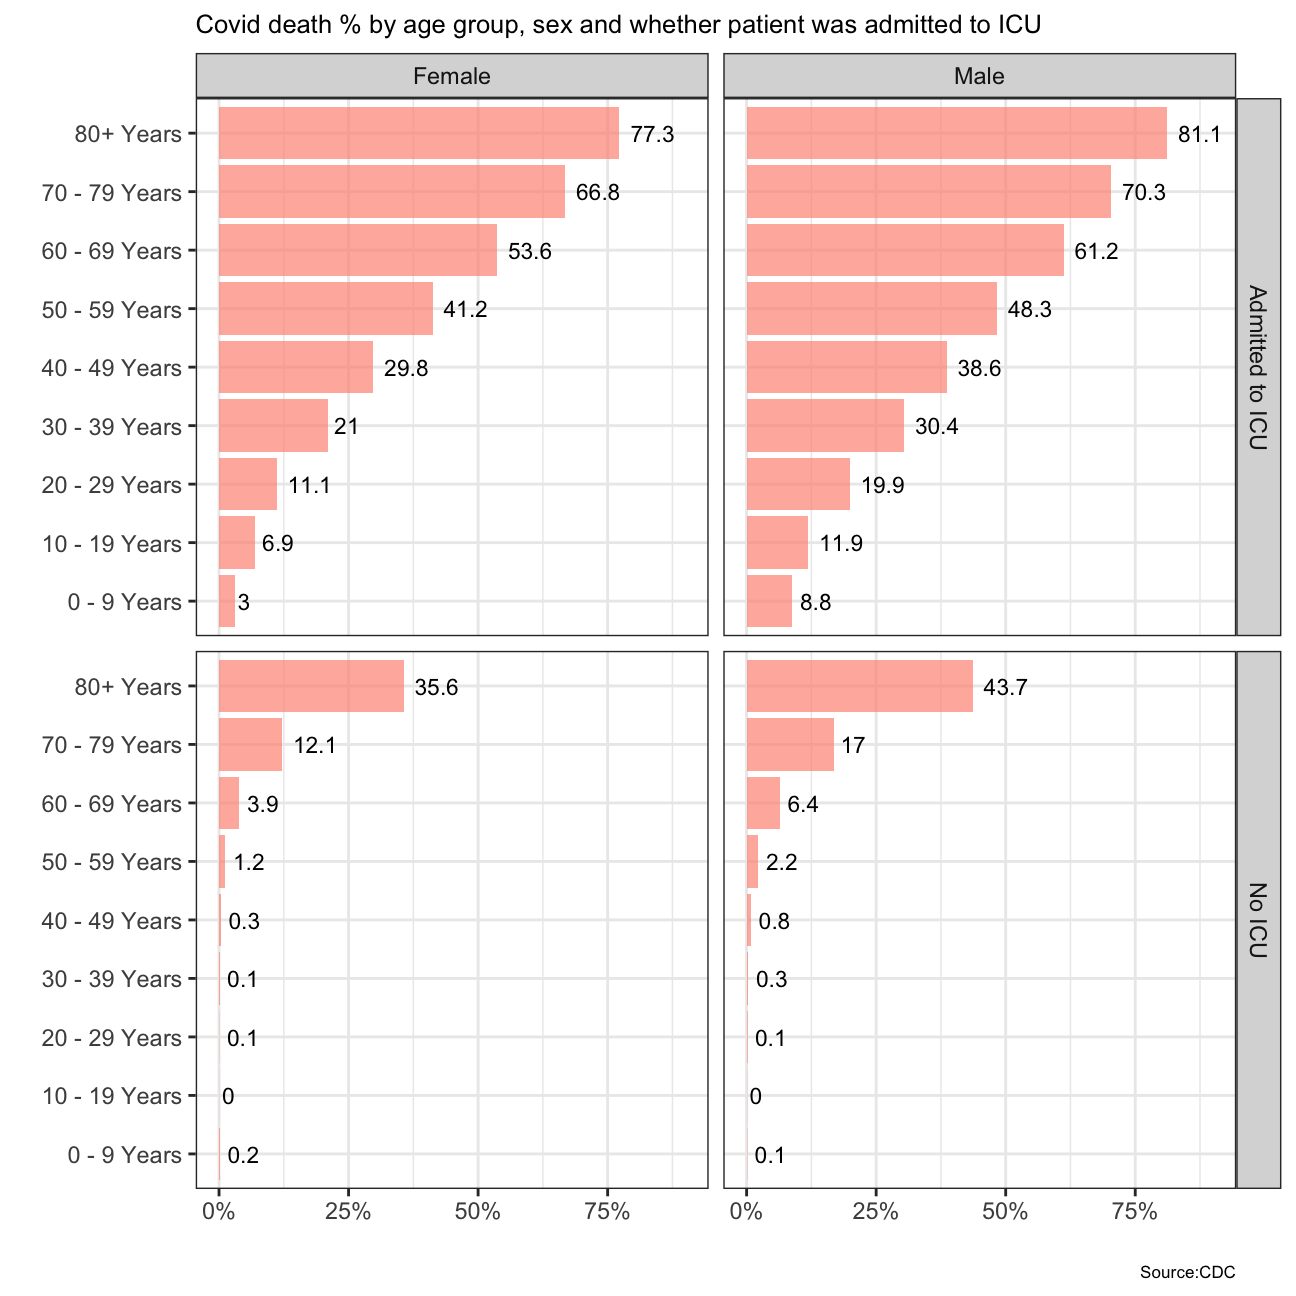 Covid death % by age group, sex and whether patient was admitted to ICU
Female Male
80+ Years 77.3 81.1
70 - 79 Years 66.8 70.3
60 - 69 Years 53.6 61.2
50 - 59 Years 41.2 48.3
40 - 49 Years 29.8 38.6
30 - 39 Years 21 30.4
20 - 29 Years 11.1 19.9
10 - 19 Years 6.9 11.9
0 - 9 Years 3 8.8
Admitted to ICU
80+ Years 35.6 43.7
70 - 79 Years 12.1 17
60 - 69 Years 3.9 6.4
50 - 59 Years 1.2 2.2
40 - 49 Years 0.3 0.8
30 - 39 Years 0.1 0.3
20 - 29 Years 0.1 0.1
10 - 19 Years 0 0
0 - 9 Years 0.2 0.1
No ICU
0% 25% 50% 75% 0% 25% 50% 75%
Source:CDC